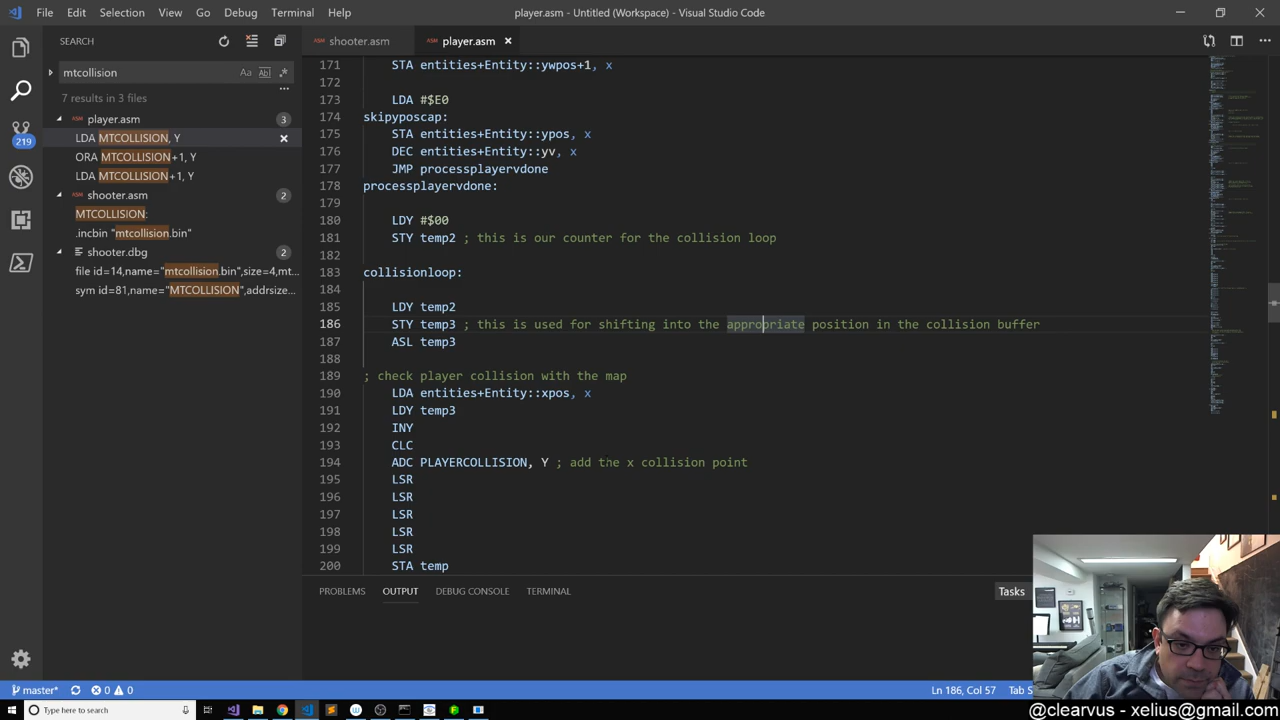 File Edit Selection View Go Debug Terminal Help
player.asm - Untitled (Workspace) - Visual Studio Code
SEARCH
mtcollision
Aa Abl .*
7 results in 3 files
player.asm 3
LDA MTCOLLISION, Y
ORA MTCOLLISION+1, Y
LDA MTCOLLISION+1, Y
shooter.asm 2
MTCOLLISION:
.incbin "mtcollision.bin"
shooter.dbg 2
file id=14,name="mtcollision.bin",size=4,mt...
sym id=81,name="MTCOLLISION",addrsize...
219
ASM shooter.asm
ASM player.asm
171 STA entities+Entity::ywpos+1, x
172
173 LDA #$E0
174 skipyposcap:
175 STA entities+Entity::ypos, x
176 DEC entities+Entity::yv, x
177 JMP processplayervdone
178 processplayervdone:
179
180 LDY #$00
181 STY temp2 ; this is our counter for the collision loop
182
183 collisionloop:
184
185 LDY temp2
186 STY temp3 ; this is used for shifting into the appropriate position in the collision buffer
187 ASL temp3
188
189 ; check player collision with the map
190 LDA entities+Entity::xpos, x
191 LDY temp3
192 INY
193 CLC
194 ADC PLAYERCOLLISION, Y ; add the x collision point
195 LSR
196 LSR
197 LSR
198 LSR
199 LSR
200 STA temp
PROBLEMS OUTPUT DEBUG CONSOLE TERMINAL
Tasks
master* 0 0
Ln 186, Col 57 Tab S
Type here to search
@clearvus - xelius@gmail.com